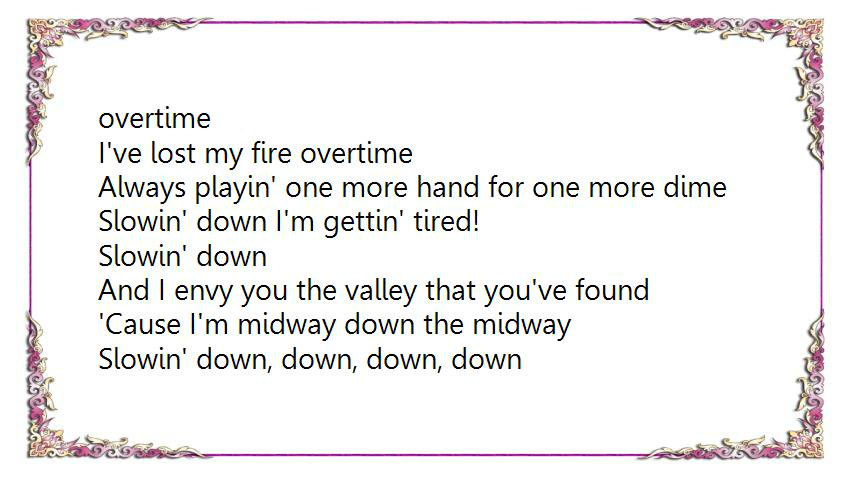 overtime
I've lost my fire overtime
Always playin' one more hand for one more dime
Slowin' down I'm gettin' tired!
Slowin' down
And I envy you the valley that you've found
'Cause I'm midway down the midway
Slowin' down, down, down, down